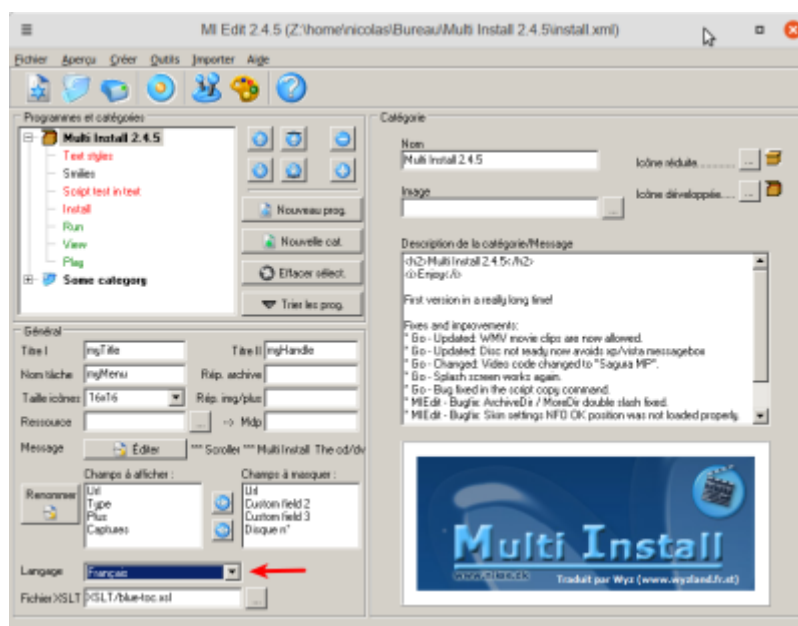 MI Edit 2.4.5 (Z:\home\nicolas\Bureau\Multi Install 2.4.5\install.xml)
Fichier Aperçu Créer Outils Importer Aide
Programmes et catégories
Multi Install 2.4.5
Text styles
Smilies
Script test in text
Install
Run
View
Play
Some category
Nouveau prog.
Nouvelle cat.
Effacer sélect.
Trier les prog.
Général
Titre I myTitle Titre II myHandle
Nom tâche myMenu Rép. archive
Taille icônes 16x16 Rép. img/plus
Ressource ... -> Mdp
Message Éditer *** Scroller *** Multi Install The cd/dv
Champs à afficher : Champs à masquer :
Renommer
Url
Type
Plus
Captures
Url
Custom field 2
Custom field 3
Disque n°
Langage Français
Fichier XSLT XSLT/blue-toc.xsl ...
Catégorie
Nom
Multi Install 2.4.5
Icône réduite............ ...
Image
Icône développée..... ...
...
Description de la catégorie/Message
<h2>Multi Install 2.4.5</h2>
<i>Enjoy</i>
First version in a really long time!
Fixes and improvements:
* Go - Updated: WMV movie clips are now allowed.
* Go - Updated: Disc not ready now avoids xp/vista messagebox
* Go - Changed: Video code changed to "Sagura MP".
* Go - Splash screen works again.
* Go - Bug fixed in the script copy command.
* MIEdit - Bugfix: ArchiveDir / MoreDir double slash fixed.
* MIEdit - Bugfix: Skin settings NFO OK position was not loaded properly.
Multi Install
Traduit par Wyz (www.wyzland.fr.st)